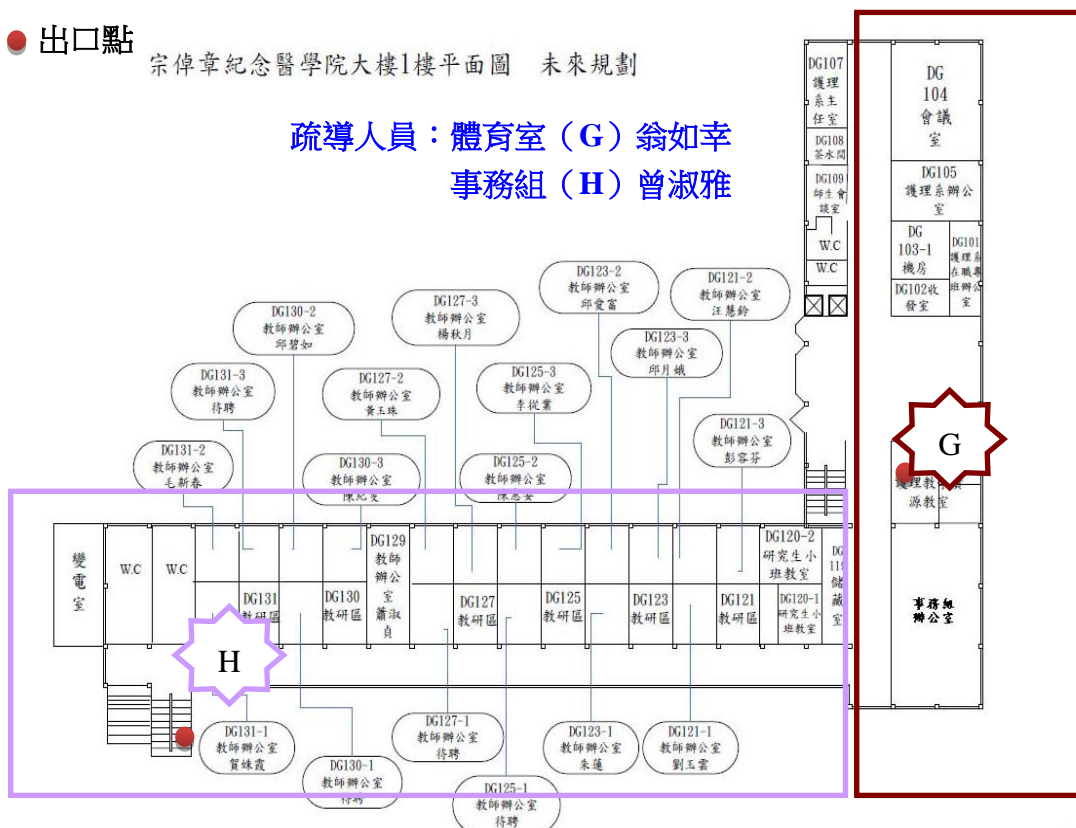 出口點
宗倬章紀念醫學院大樓1樓平面圖 未來規劃
疏導人員：體育室（G）翁如幸
事務組（H）曾淑雅
DG107
護理
系主
任室
DG108
茶水間
DG109
師生會
談室
W.C
W.C
DG
104
會議
室
DG105
護理系辦公
室
DG
103-1
機房
DG101
護理系
在職專
班辦公
室
DG102收
發室
G
源教室
事務組
辦公室
DG123-2
教師辦公室
邱愛富
DG121-2
教師辦公室
汪慧鈴
DG127-3
教師辦公室
楊秋月
DG130-2
教師辦公室
邱碧如
DG123-3
教師辦公室
邱月娥
DG131-3
教師辦公室
待聘
DG127-2
教師辦公室
黃玉珠
DG125-3
教師辦公室
李從業
DG121-3
教師辦公室
彭容芬
DG131-2
教師辦公室
毛新春
DG130-3
教師辦公室
DG125-2
教師辦公室
變
電
室
W.C
W.C
DG131
教研區
DG130
教研區
DG129
教師
辦公
室
蕭淑
貞
DG127
教研區
DG125
教研區
DG123
教研區
DG121
教研區
DG120-2
研究生小
班教室
DG120-1
研究生小
班教室
DG
119
儲
藏
室
H
DG131-1
教師辦公室
賀姝霞
DG130-1
教師辦公室
待聘
DG127-1
教師辦公室
待聘
DG125-1
教師辦公室
待聘
DG123-1
教師辦公室
朱蓮
DG121-1
教師辦公室
劉玉雲